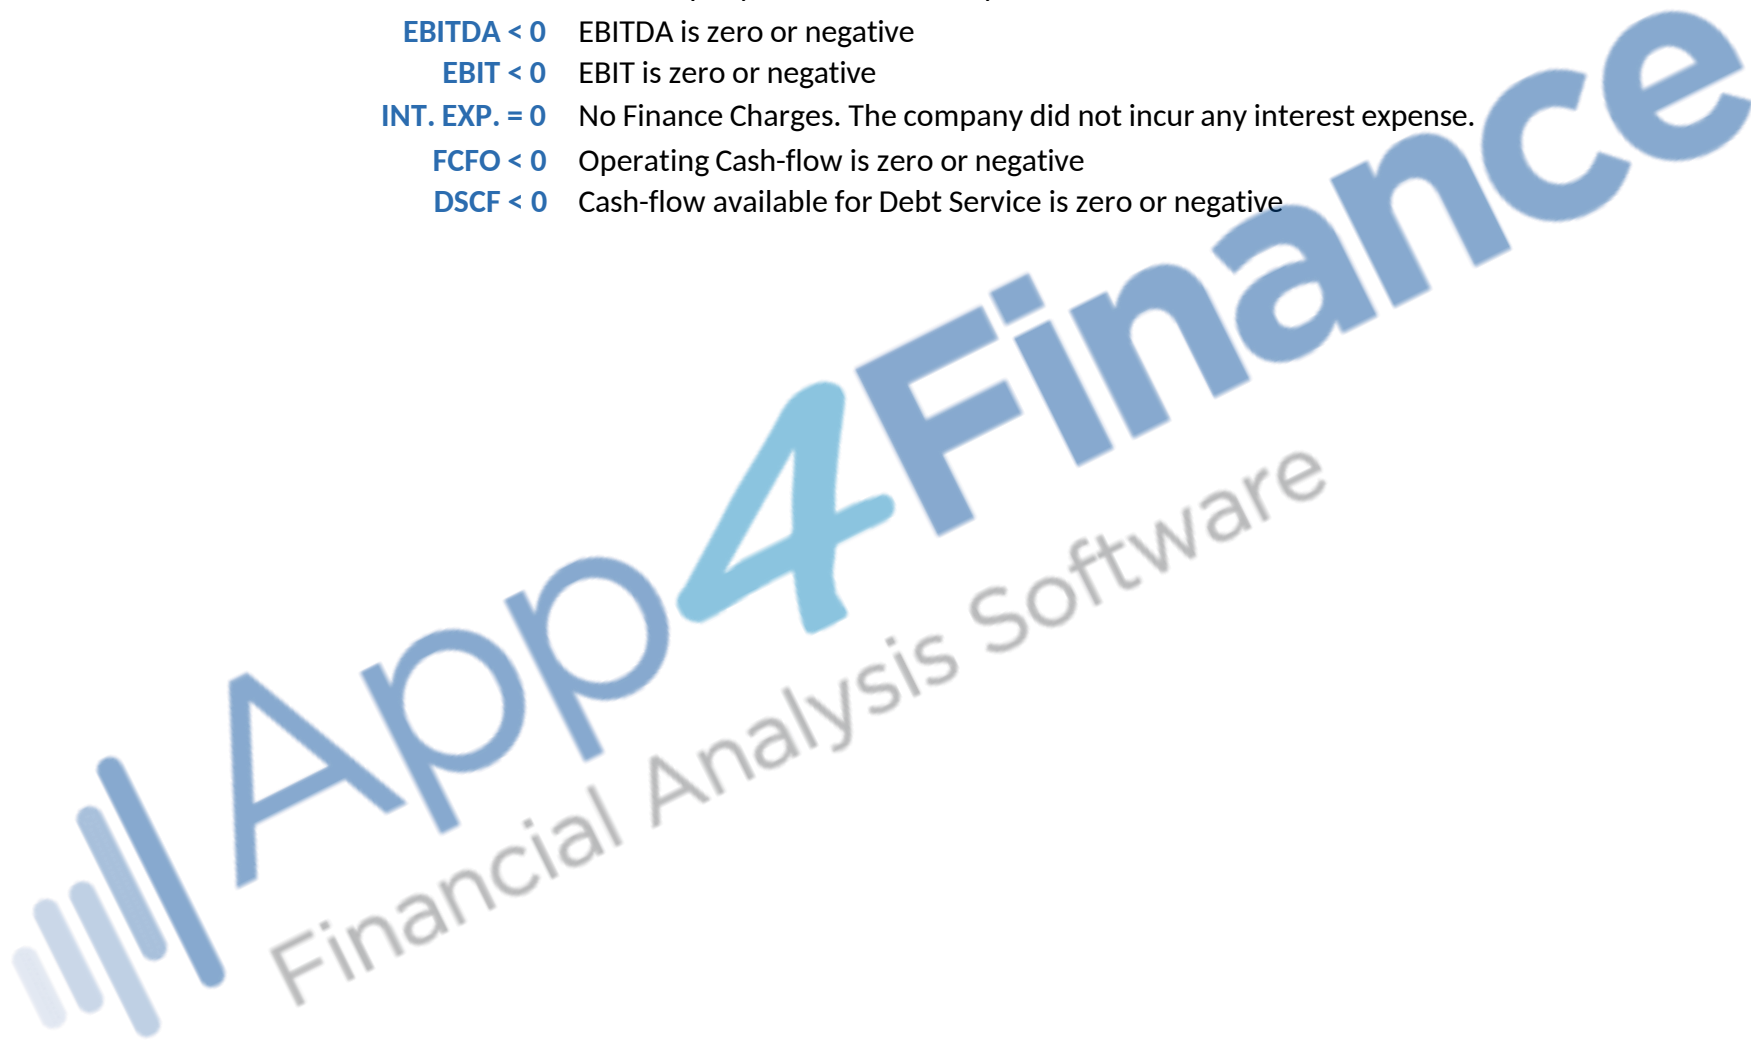 EBITDA < 0 EBITDA is zero or negative
EBIT < 0 EBIT is zero or negative
INT. EXP. = 0 No Finance Charges. The company did not incur any interest expense.
FCFO < 0 Operating Cash-flow is zero or negative
DSCF < 0 Cash-flow available for Debt Service is zero or negative
App4Finance
Financial Analysis Software